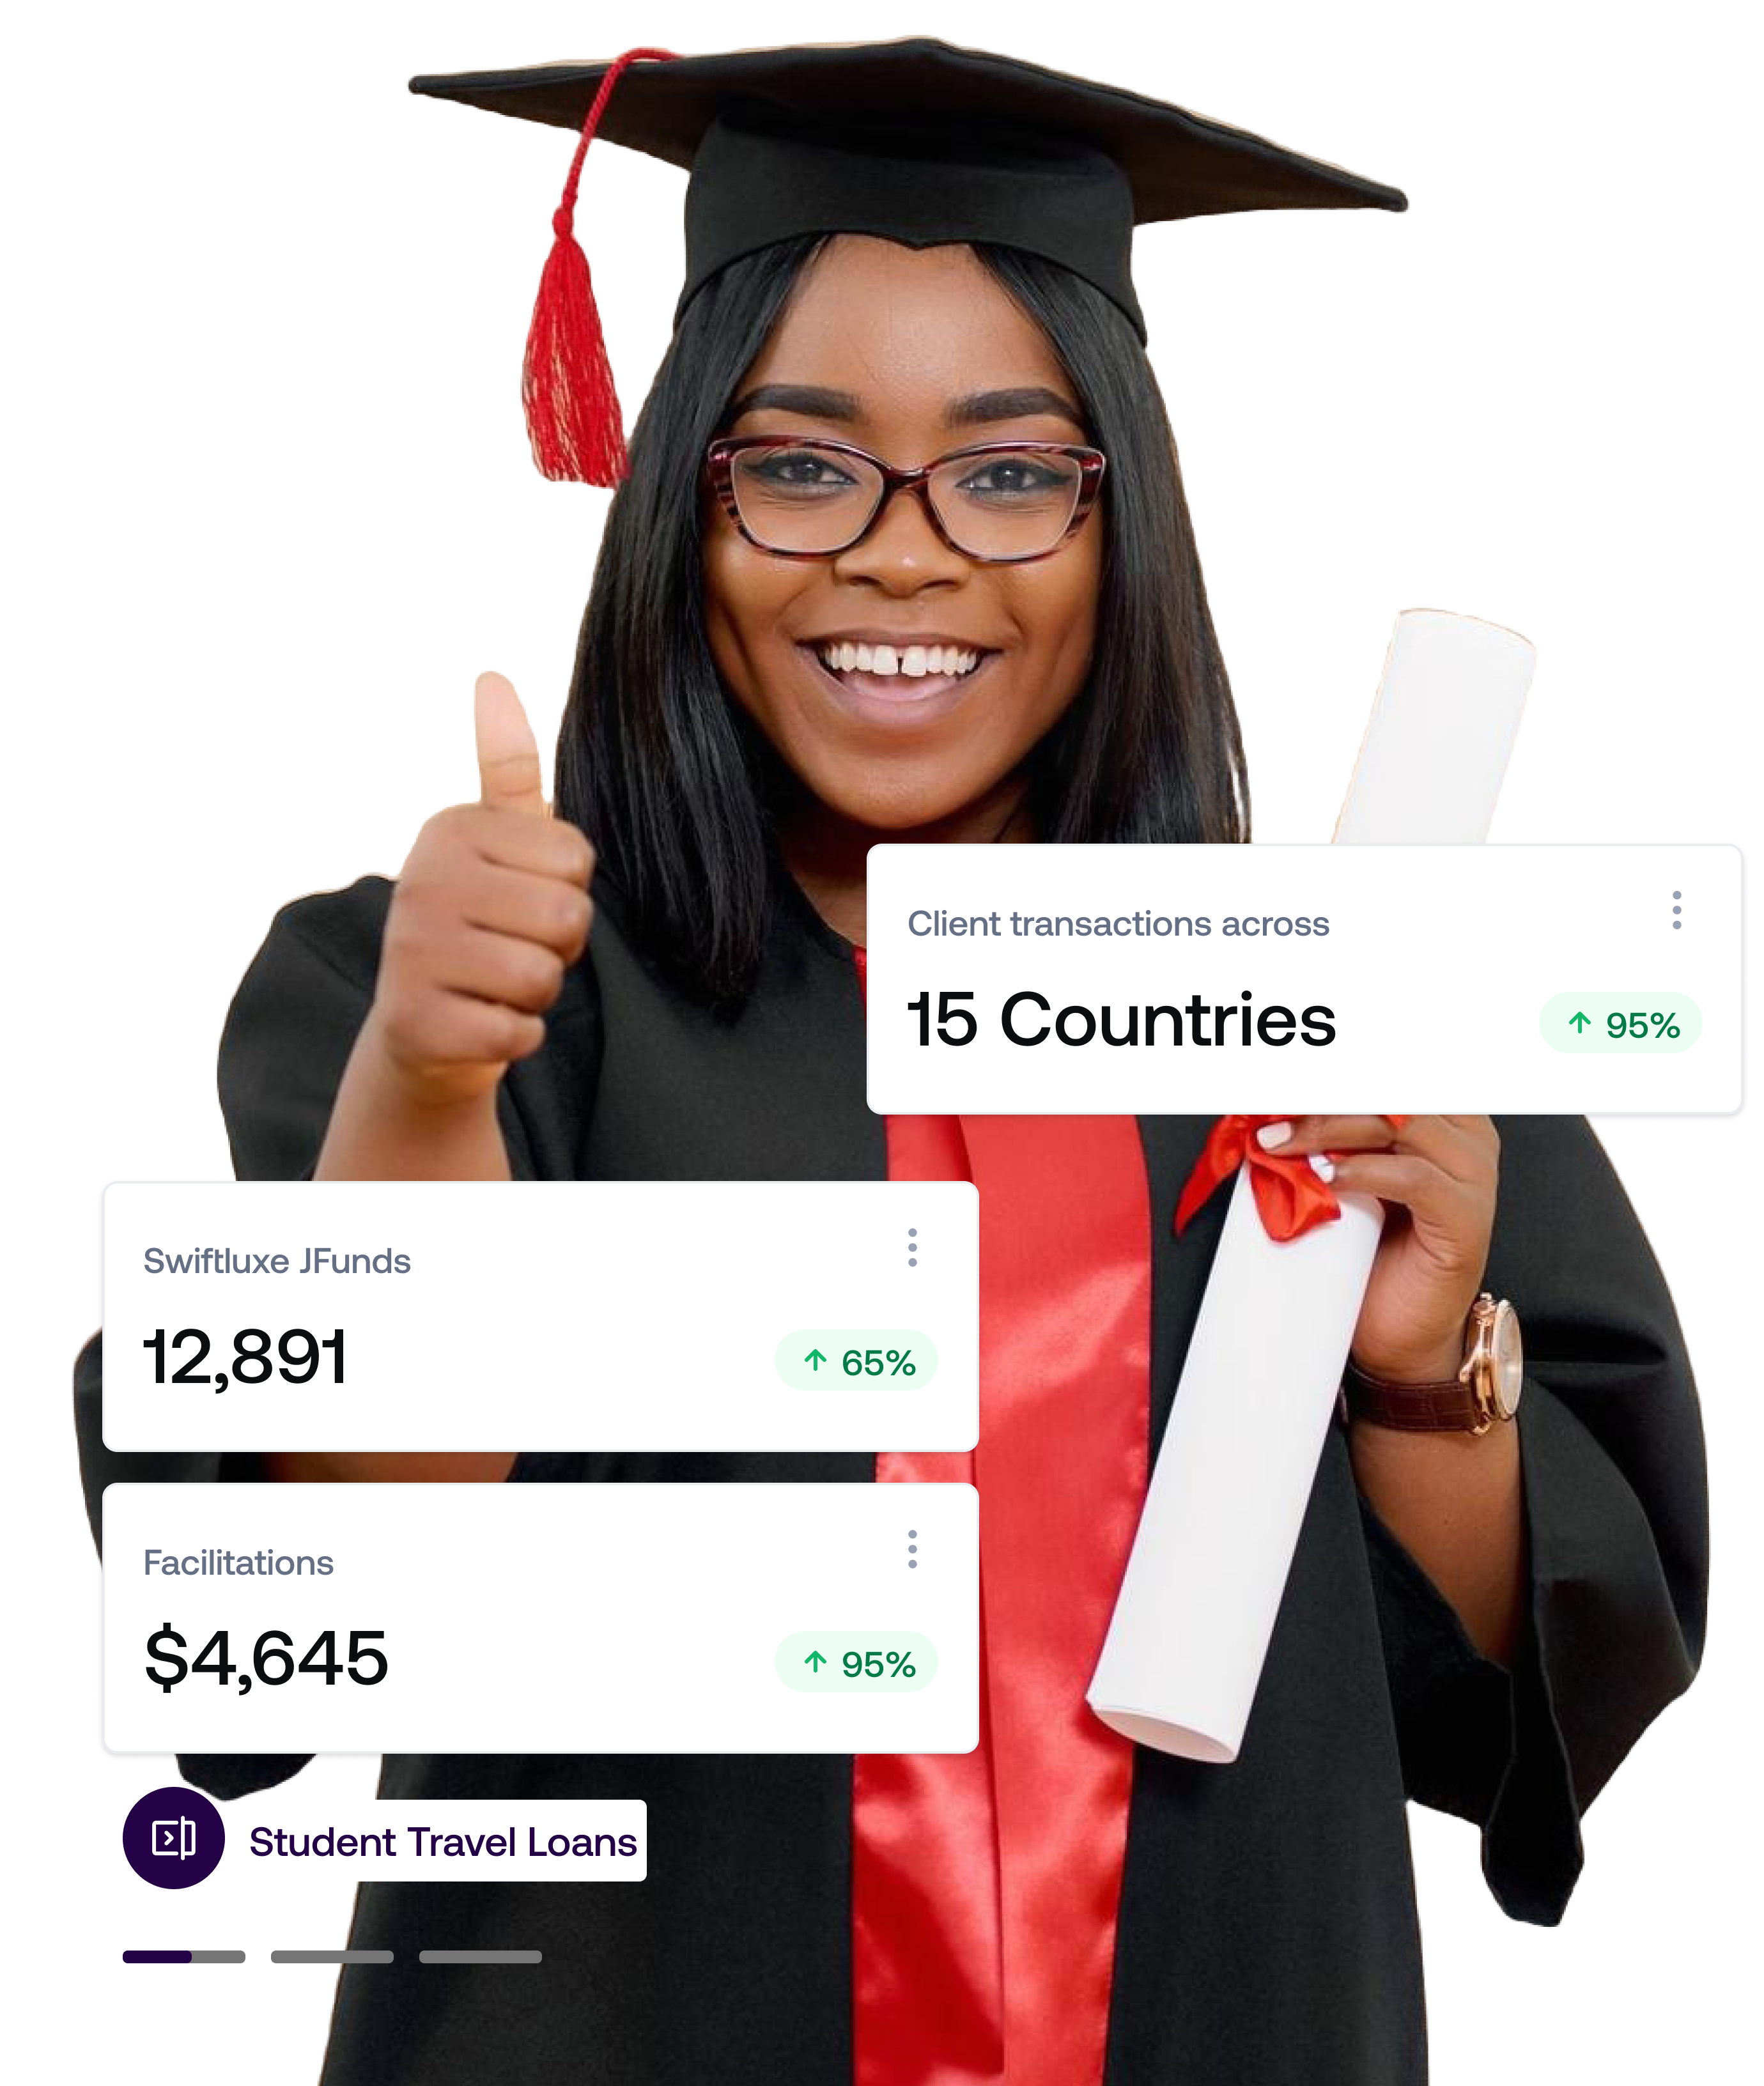 Client transactions across
15 Countries
95%
Swiftluxe JFunds
12,891
65%
Facilitations
$4,645
95%
Student Travel Loans